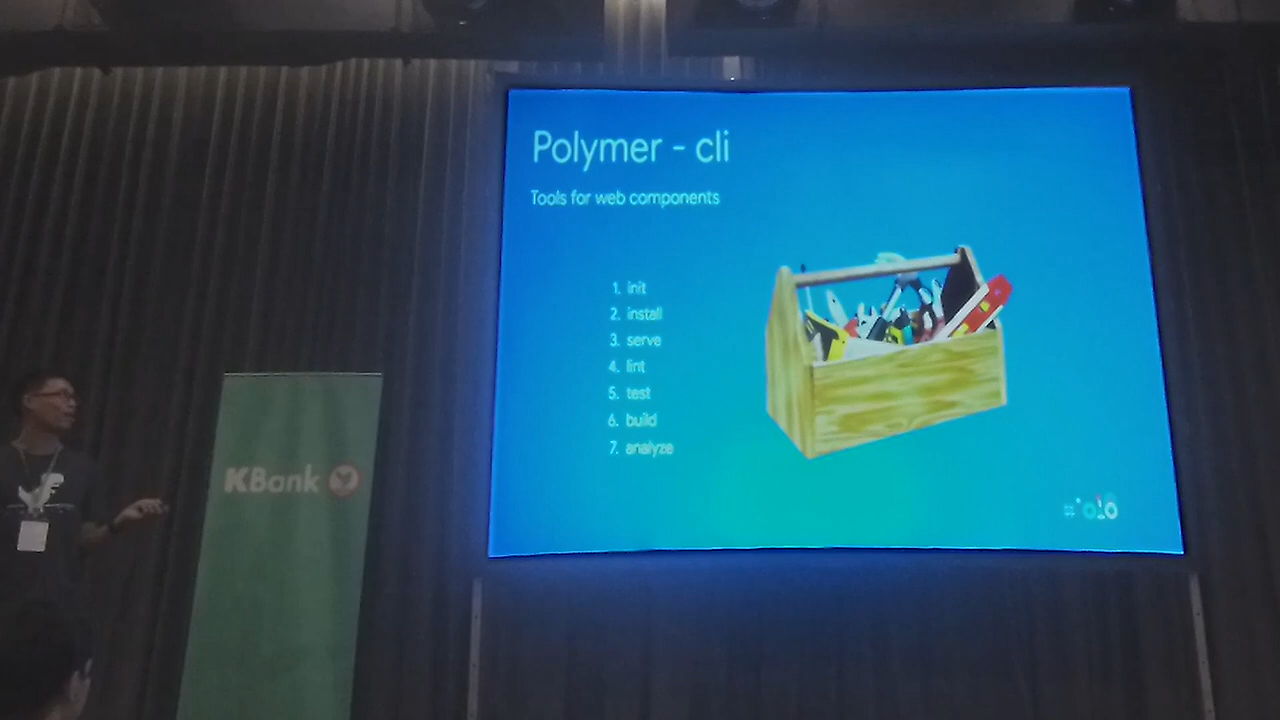 Polymer - cli
Tools for web components
1. init
2. install
3. serve
4. lint
5. test
6. build
7. analyze
KBank